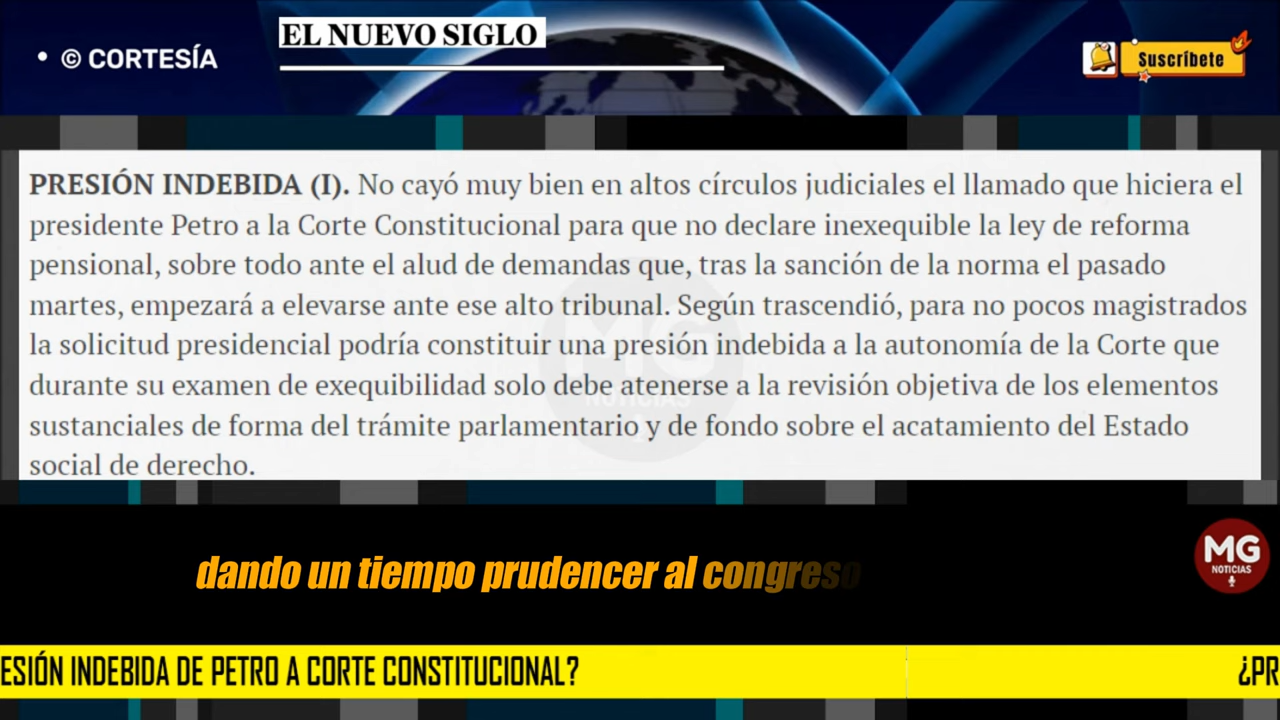 EL NUEVO SIGLO
• © CORTESÍA
Suscríbete
PRESIÓN INDEBIDA (I). No cayó muy bien en altos círculos judiciales el llamado que hiciera el
presidente Petro a la Corte Constitucional para que no declare inexequible la ley de reforma
pensional, sobre todo ante el alud de demandas que, tras la sanción de la norma el pasado
martes, empezará a elevarse ante ese alto tribunal. Según trascendió, para no pocos magistrados
la solicitud presidencial podría constituir una presión indebida a la autonomía de la Corte que
durante su examen de exequibilidad solo debe atenerse a la revisión objetiva de los elementos
sustanciales de forma del trámite parlamentario y de fondo sobre el acatamiento del Estado
social de derecho.
MG
NOTICIAS
dando un tiempo prudencer al congreso
MG
NOTICIAS
ESIÓN INDEBIDA DE PETRO A CORTE CONSTITUCIONAL? ¿PR